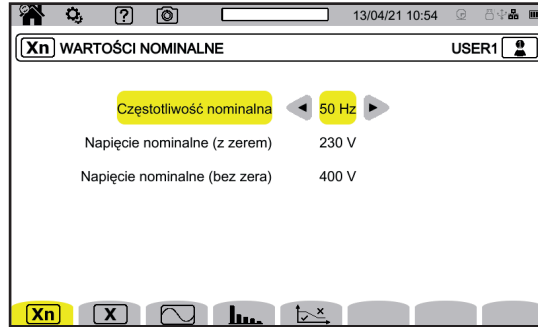 13/04/21 10:54
Xn WARTOŚCI NOMINALNE USER1
Częstotliwość nominalna 50 Hz
Napięcie nominalne (z zerem) 230 V
Napięcie nominalne (bez zera) 400 V
Xn X x